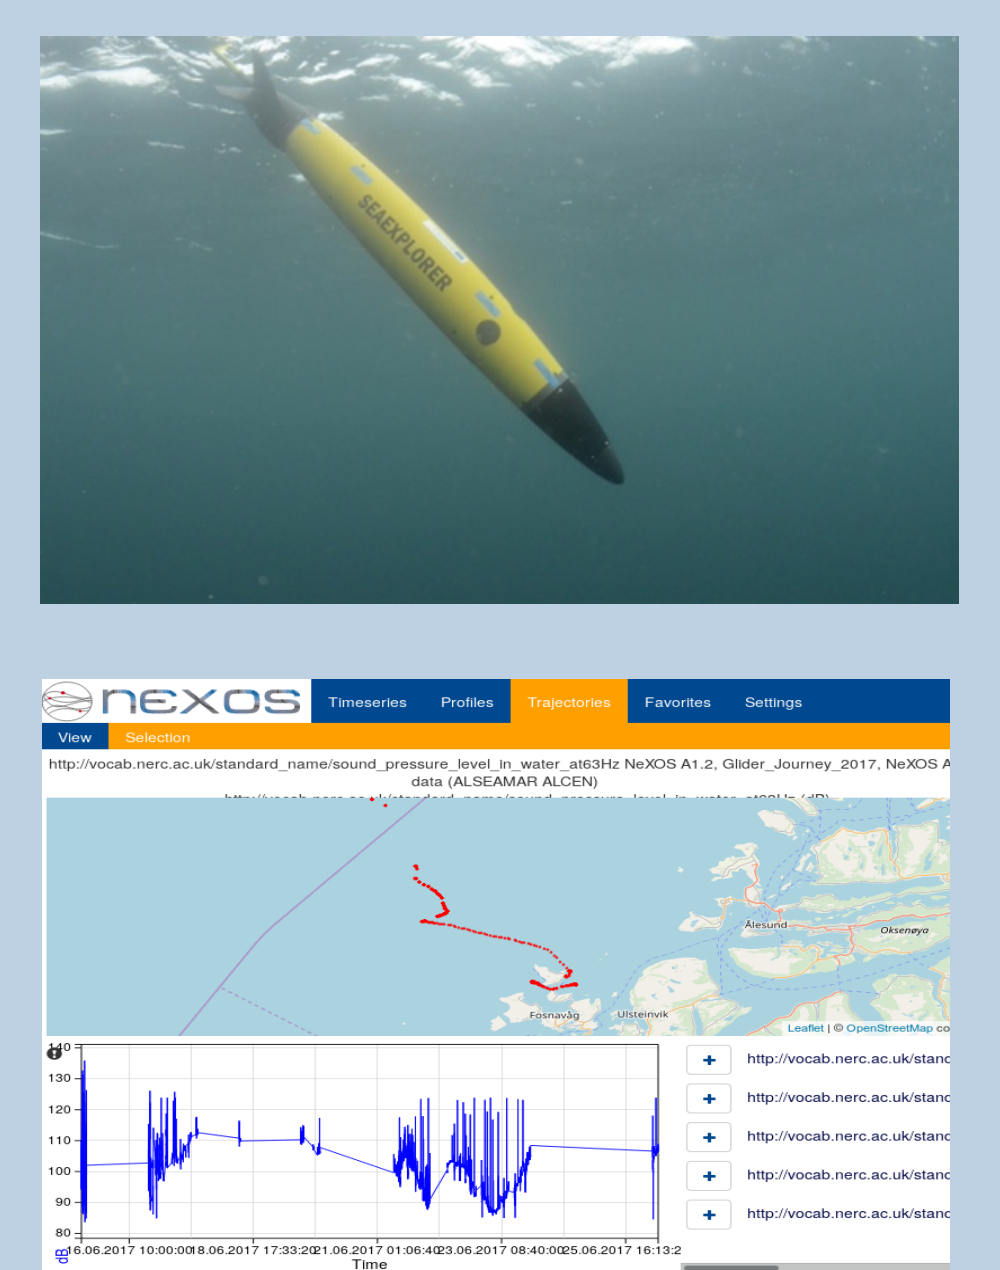 SEAEXPLORER
nexos
Timeseries Profiles Trajectories Favorites Settings
View Selection
http://vocab.nerc.ac.uk/standard_name/sound_pressure_level_in_water_at63Hz NeXOS A1.2, Glider_Journey_2017, NeXOS A
data (ALSEAMAR ALCEN)
Ålesund
Oksenøya
Fosnavåg
Ulsteinvik
Leaflet | © OpenStreetMap co
140
130
120
110
100
90
80
dB
16.06.2017 10:00:00 18.06.2017 17:33:20 21.06.2017 01:06:40 23.06.2017 08:40:00 25.06.2017 16:13:2
Time
http://vocab.nerc.ac.uk/stanc
http://vocab.nerc.ac.uk/stanc
http://vocab.nerc.ac.uk/stanc
http://vocab.nerc.ac.uk/stanc
http://vocab.nerc.ac.uk/stanc